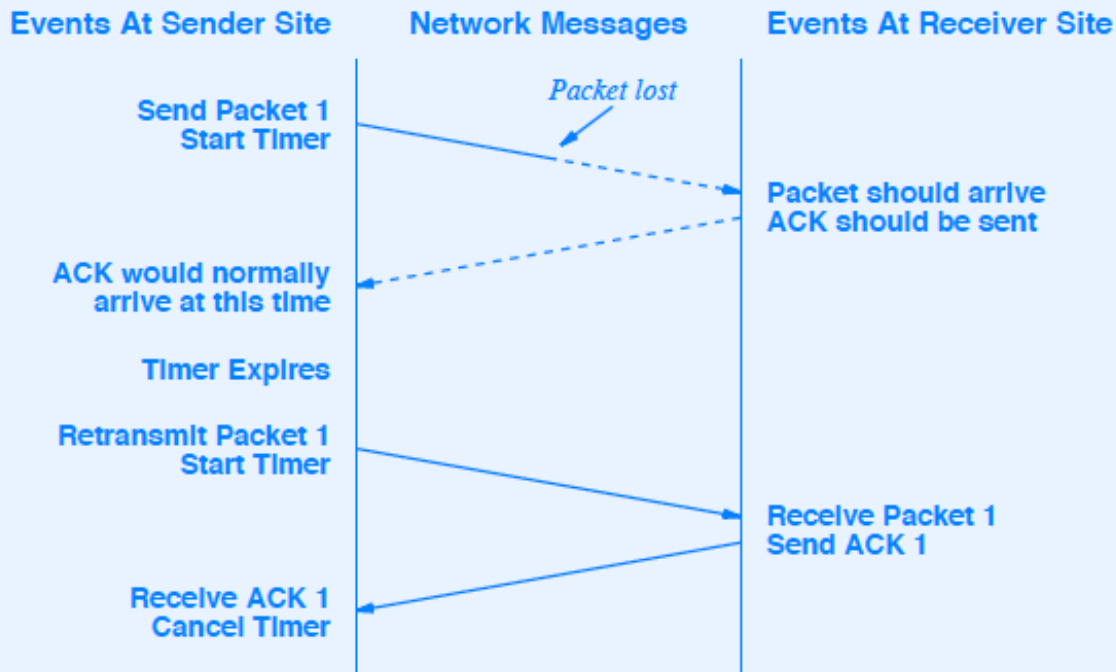 Events At Sender Site
Network Messages
Events At Receiver Site
Packet lost
Send Packet 1
Start Timer
Packet should arrive
ACK should be sent
ACK would normally
arrive at this time
Timer Expires
Retransmit Packet 1
Start Timer
Receive Packet 1
Send ACK 1
Receive ACK 1
Cancel Timer